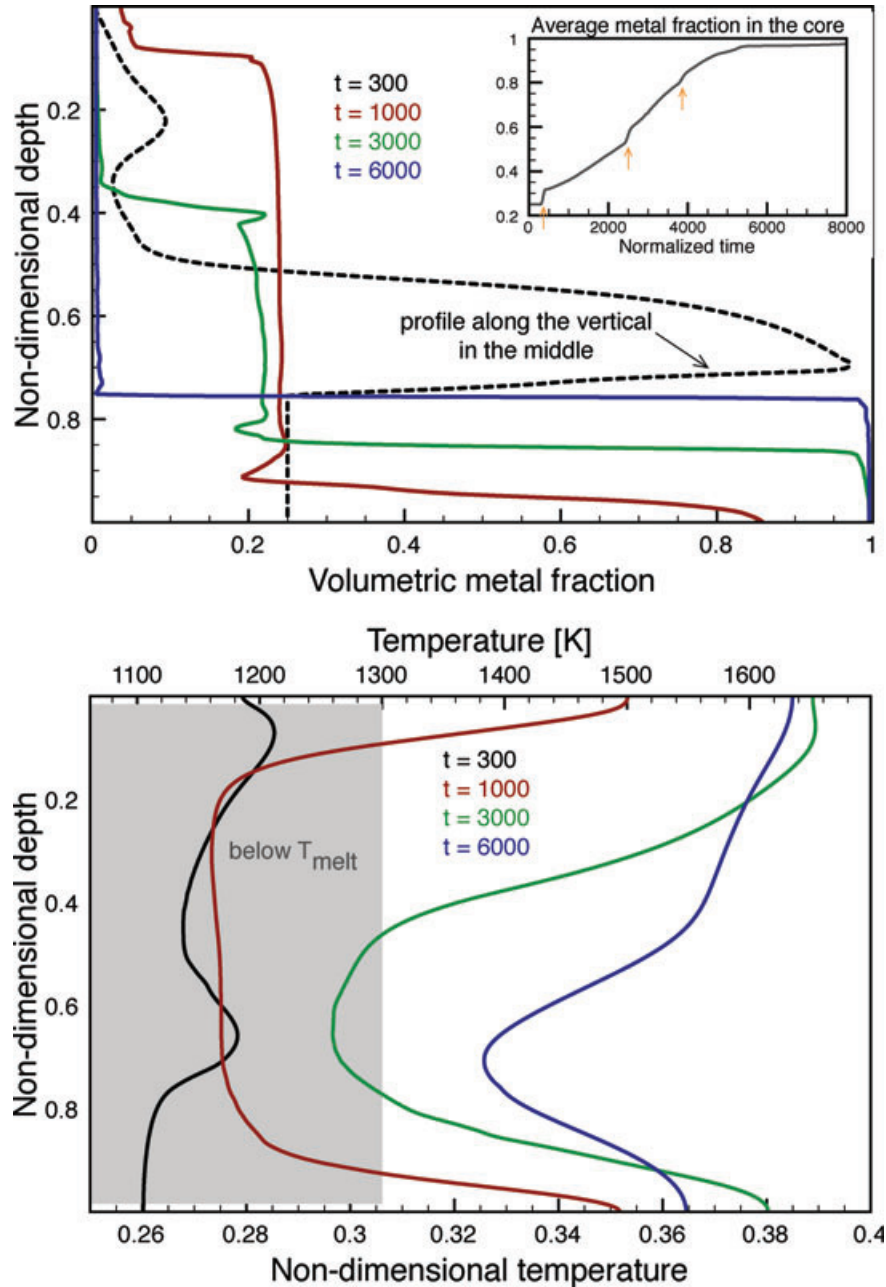 Average metal fraction in the core
1
0.8
0.6
0.4
0.2
0 2000 4000 6000 8000
Normalized time
t = 300
t = 1000
t = 3000
t = 6000
Non-dimensional depth
0.2
0.4
0.6
0.8
profile along the vertical
in the middle
0 0.2 0.4 0.6 0.8 1
Volumetric metal fraction
Temperature [K]
1100 1200 1300 1400 1500 1600
t = 300
t = 1000
t = 3000
t = 6000
below Tmelt
Non-dimensional depth
0.2
0.4
0.6
0.8
0.26 0.28 0.3 0.32 0.34 0.36 0.38 0.4
Non-dimensional temperature